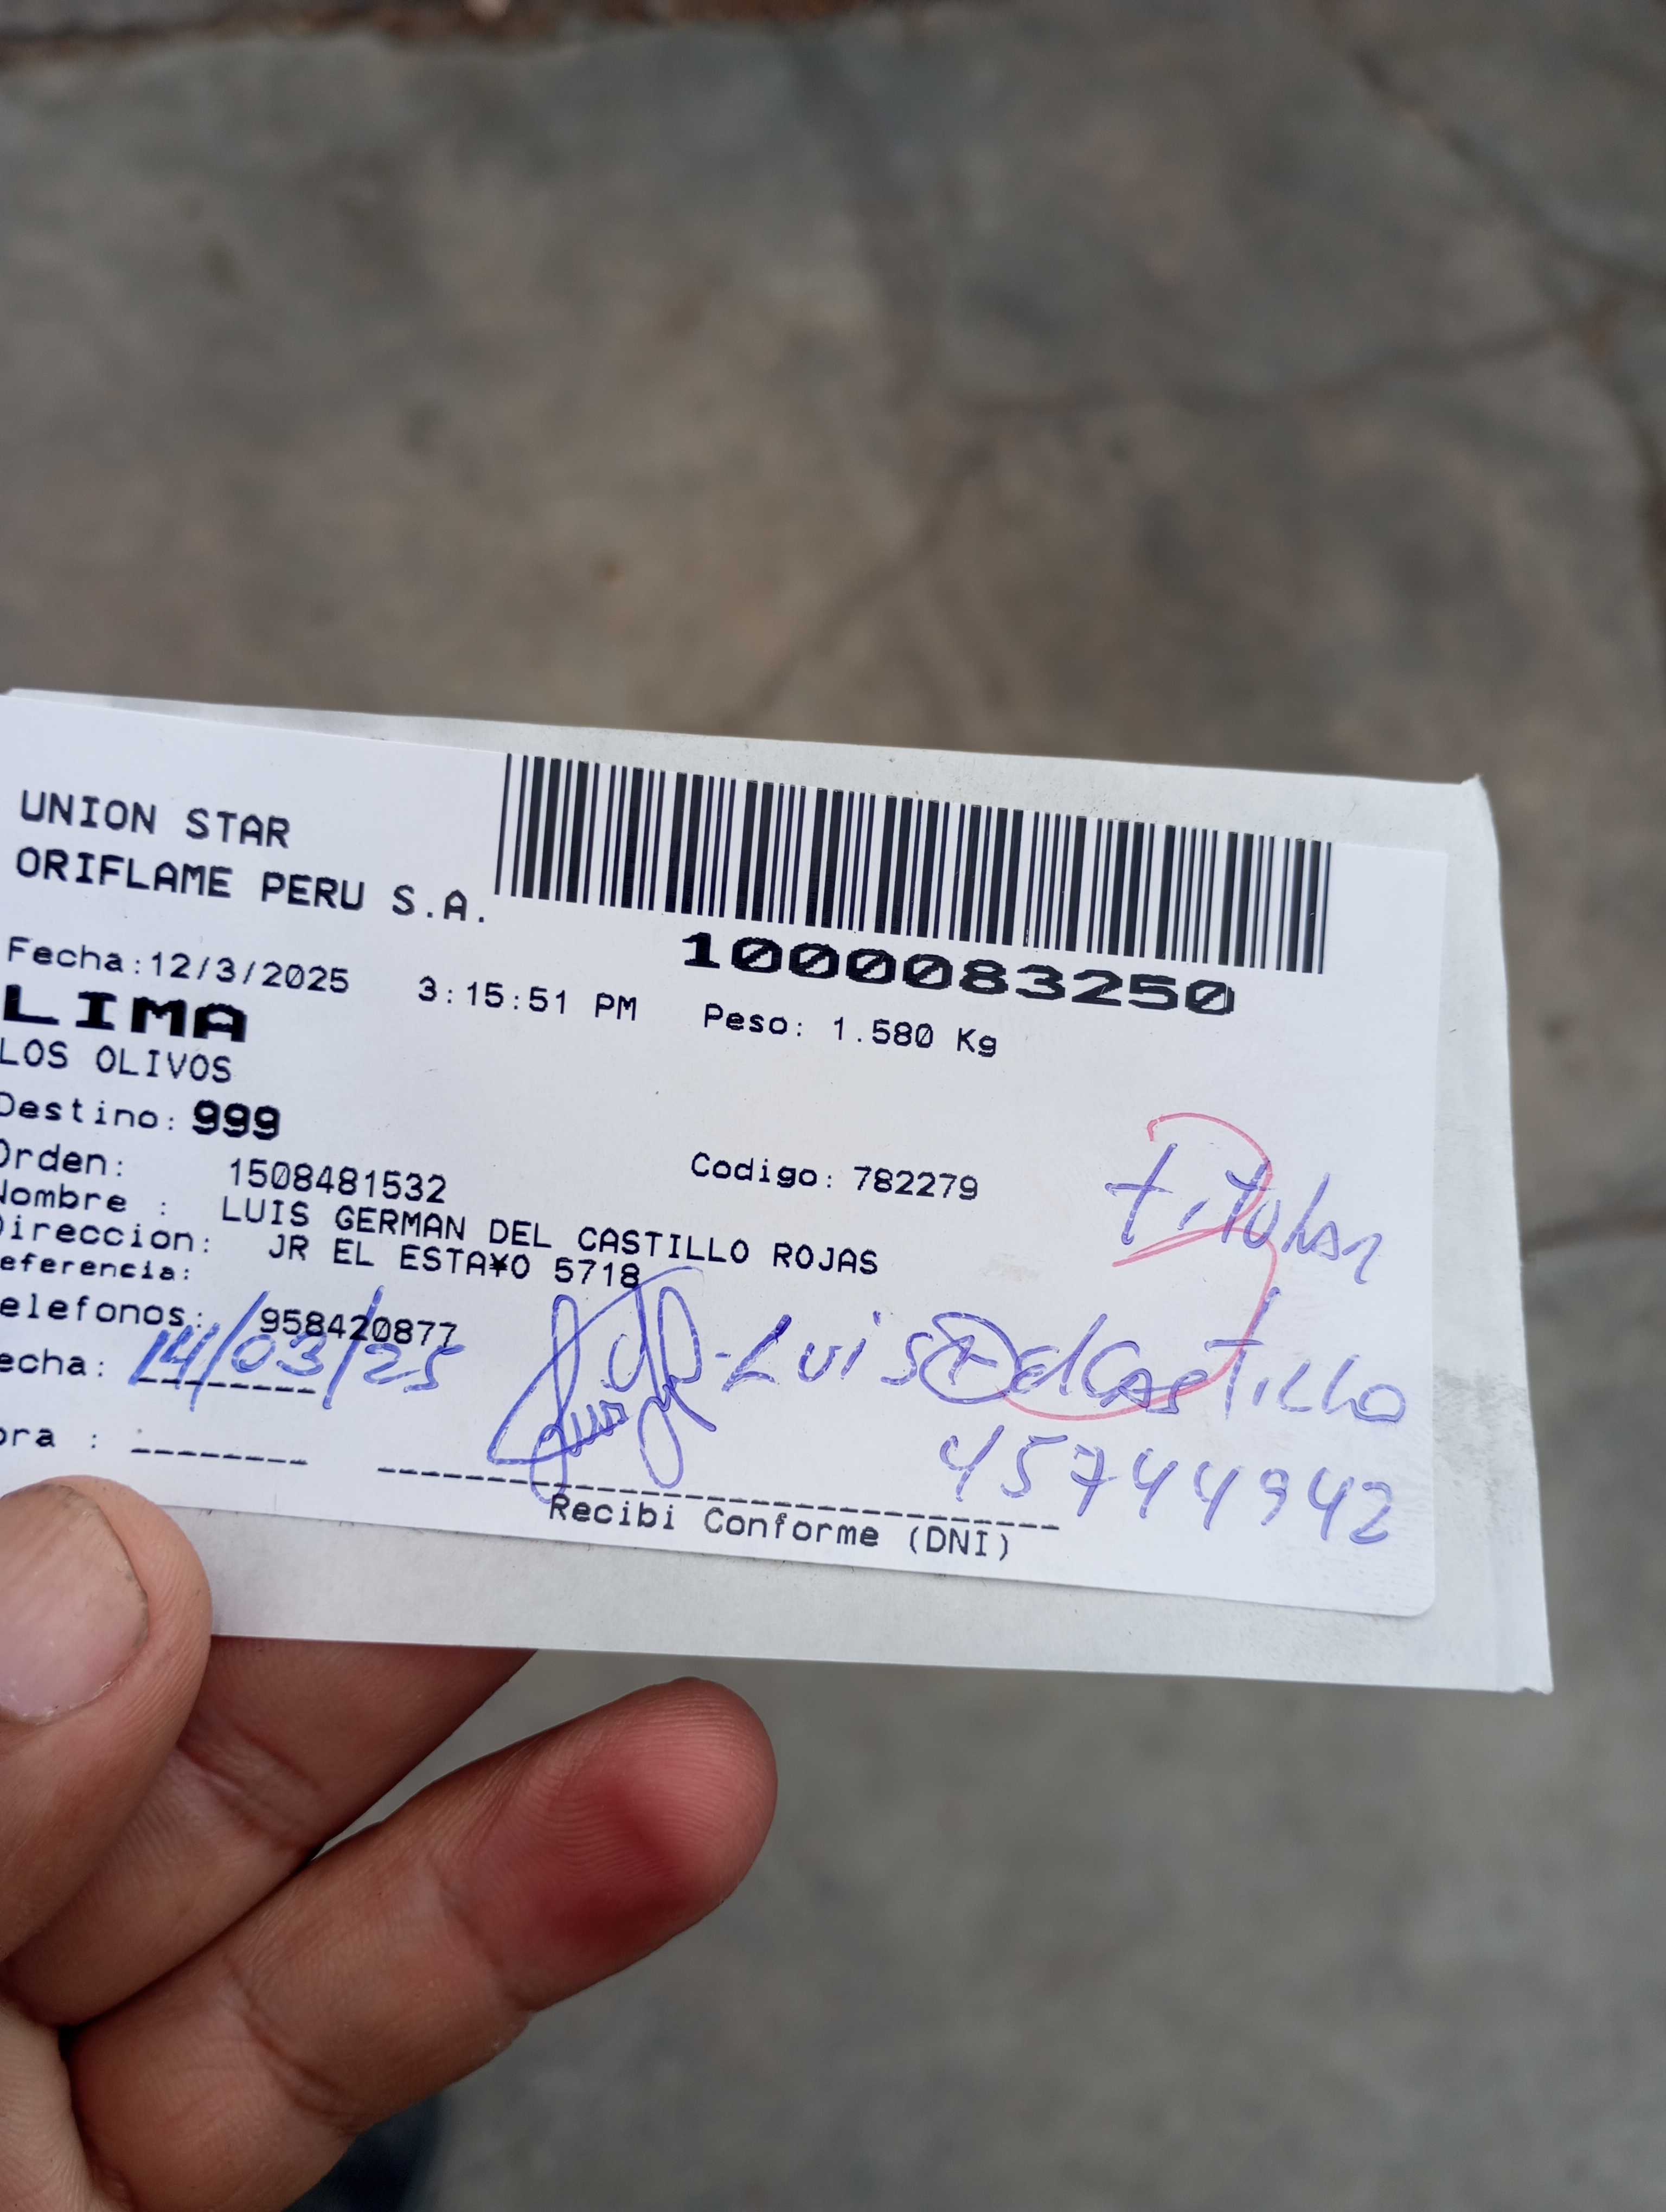 UNION STAR
ORIFLAME PERU S.A.
1000083250
Fecha:12/3/2025 3:15:51 PM Peso: 1.580 Kg
LIMA
LOS OLIVOS
Destino: 999
Orden: 1508481532 Codigo: 782279
Nombre : LUIS GERMAN DEL CASTILLO ROJAS
Direccion: JR EL ESTA¥O 5718
eferencia:
elefonos: 958420877
titular
echa: 14/03/25
Luis delCastillo
45744942
ora :
Recibi Conforme (DNI)